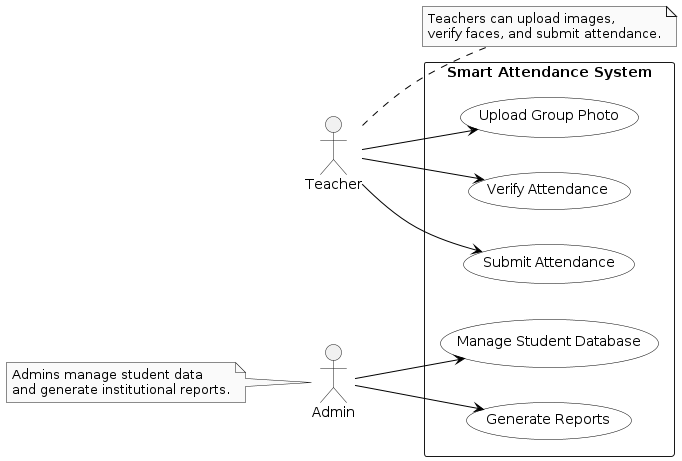 Teachers can upload images,
verify faces, and submit attendance.
Smart Attendance System
Upload Group Photo
Teacher
Verify Attendance
Submit Attendance
Manage Student Database
Admins manage student data
and generate institutional reports.
Admin
Generate Reports